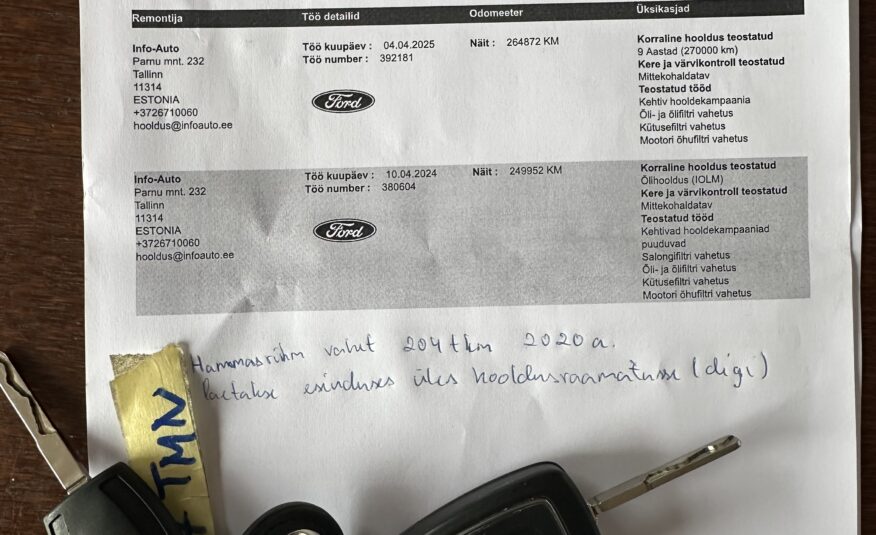 Remontija Töö detailid Odomeeter Üksikasjad
Info-Auto
Parnu mnt. 232
Tallinn
11314
ESTONIA
+3726710060
hooldus@infoauto.ee
Töö kuupäev : 04.04.2025
Töö number : 392181
Ford
Näit : 264872 KM
Korraline hooldus teostatud
9 Aastad (270000 km)
Kere ja värvikontroll teostatud
Mittekohaldatav
Teostatud tööd
Kehtiv hooldekampaania
Õli- ja õlifiltri vahetus
Kütusefiltri vahetus
Mootori õhufiltri vahetus
Info-Auto
Parnu mnt. 232
Tallinn
11314
ESTONIA
+3726710060
hooldus@infoauto.ee
Töö kuupäev : 10.04.2024
Töö number : 380604
Ford
Näit : 249952 KM
Korraline hooldus teostatud
Õlihooldus (IOLM)
Kere ja värvikontroll teostatud
Mittekohaldatav
Teostatud tööd
Kehtivad hooldekampaaniad
puuduvad
Salongifiltri vahetus
Õli- ja õlifiltri vahetus
Kütusefiltri vahetus
Mootori õhufiltri vahetus
Hammasrihm vahet 204 tkm 2020 a.
laetakse esinduses üles hooldusraamatusse (digi)
TMN